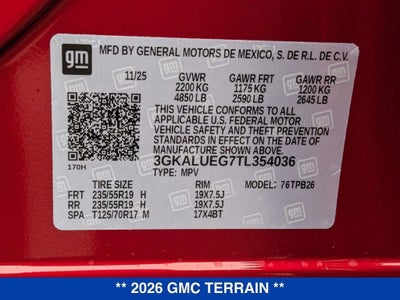 gm
MFD BY GENERAL MOTORS DE MEXICO, S. DE R.L. DE C.V.
11/25 GVWR GAWR FRT GAWR RR
2200 KG 1175 KG 1200 KG
4850 LB 2590 LB 2645 LB
THIS VEHICLE CONFORMS TO ALL
APPLICABLE U.S. FEDERAL MOTOR
VEHICLE SAFETY AND THEFT PREVENTION
STANDARDS IN EFFECT ON THE DATE OF
MANUFACTURE SHOWN ABOVE.
3GKALUEG7TL354036
170H TYPE: MPV
TIRE SIZE SPEED RTG RIM MODEL: 76TPB26
FRT 235/55R19 H 19X7.5J
RR 235/55R19 H 19X7.5J
SPA T125/70R17 M 17X4BT
** 2026 GMC TERRAIN **